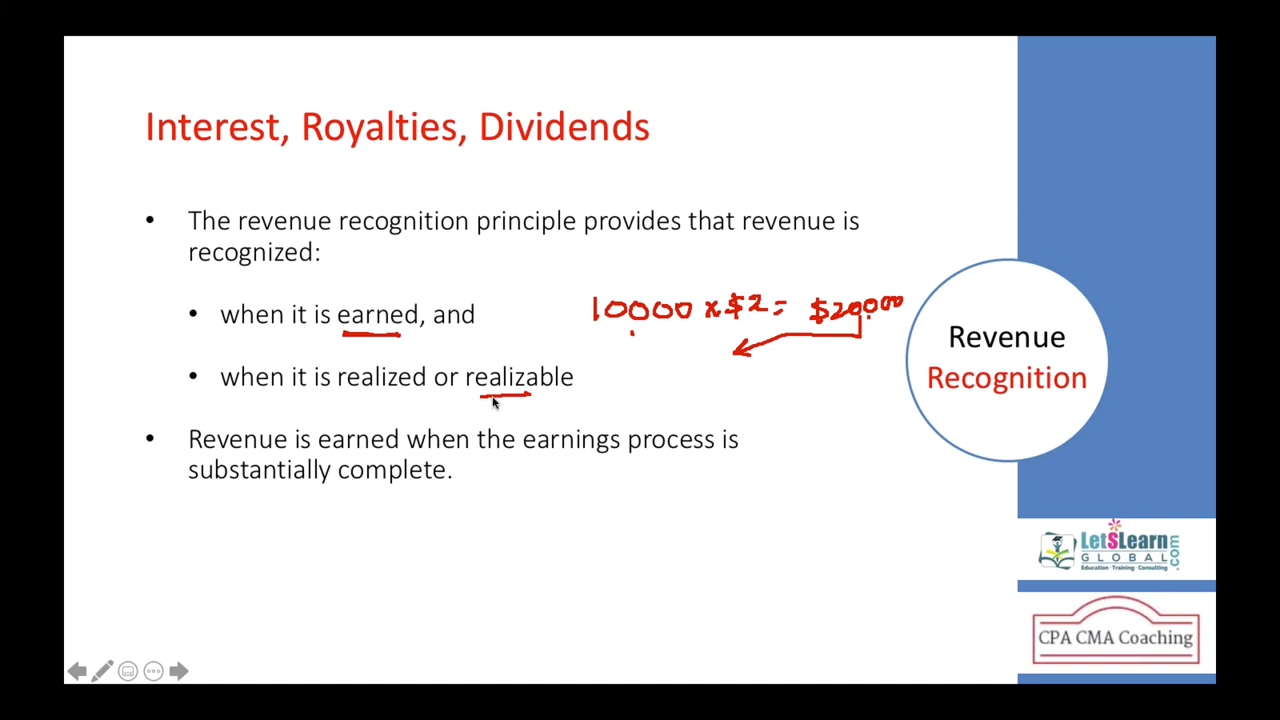 Interest, Royalties, Dividends
• The revenue recognition principle provides that revenue is
recognized:
• when it is earned, and
10000 x $2 = $20000
• when it is realized or realizable
• Revenue is earned when the earnings process is
substantially complete.
Revenue
Recognition
LetSLearn
GLOBAL
.com
Education · Training · Consulting
CPA CMA Coaching